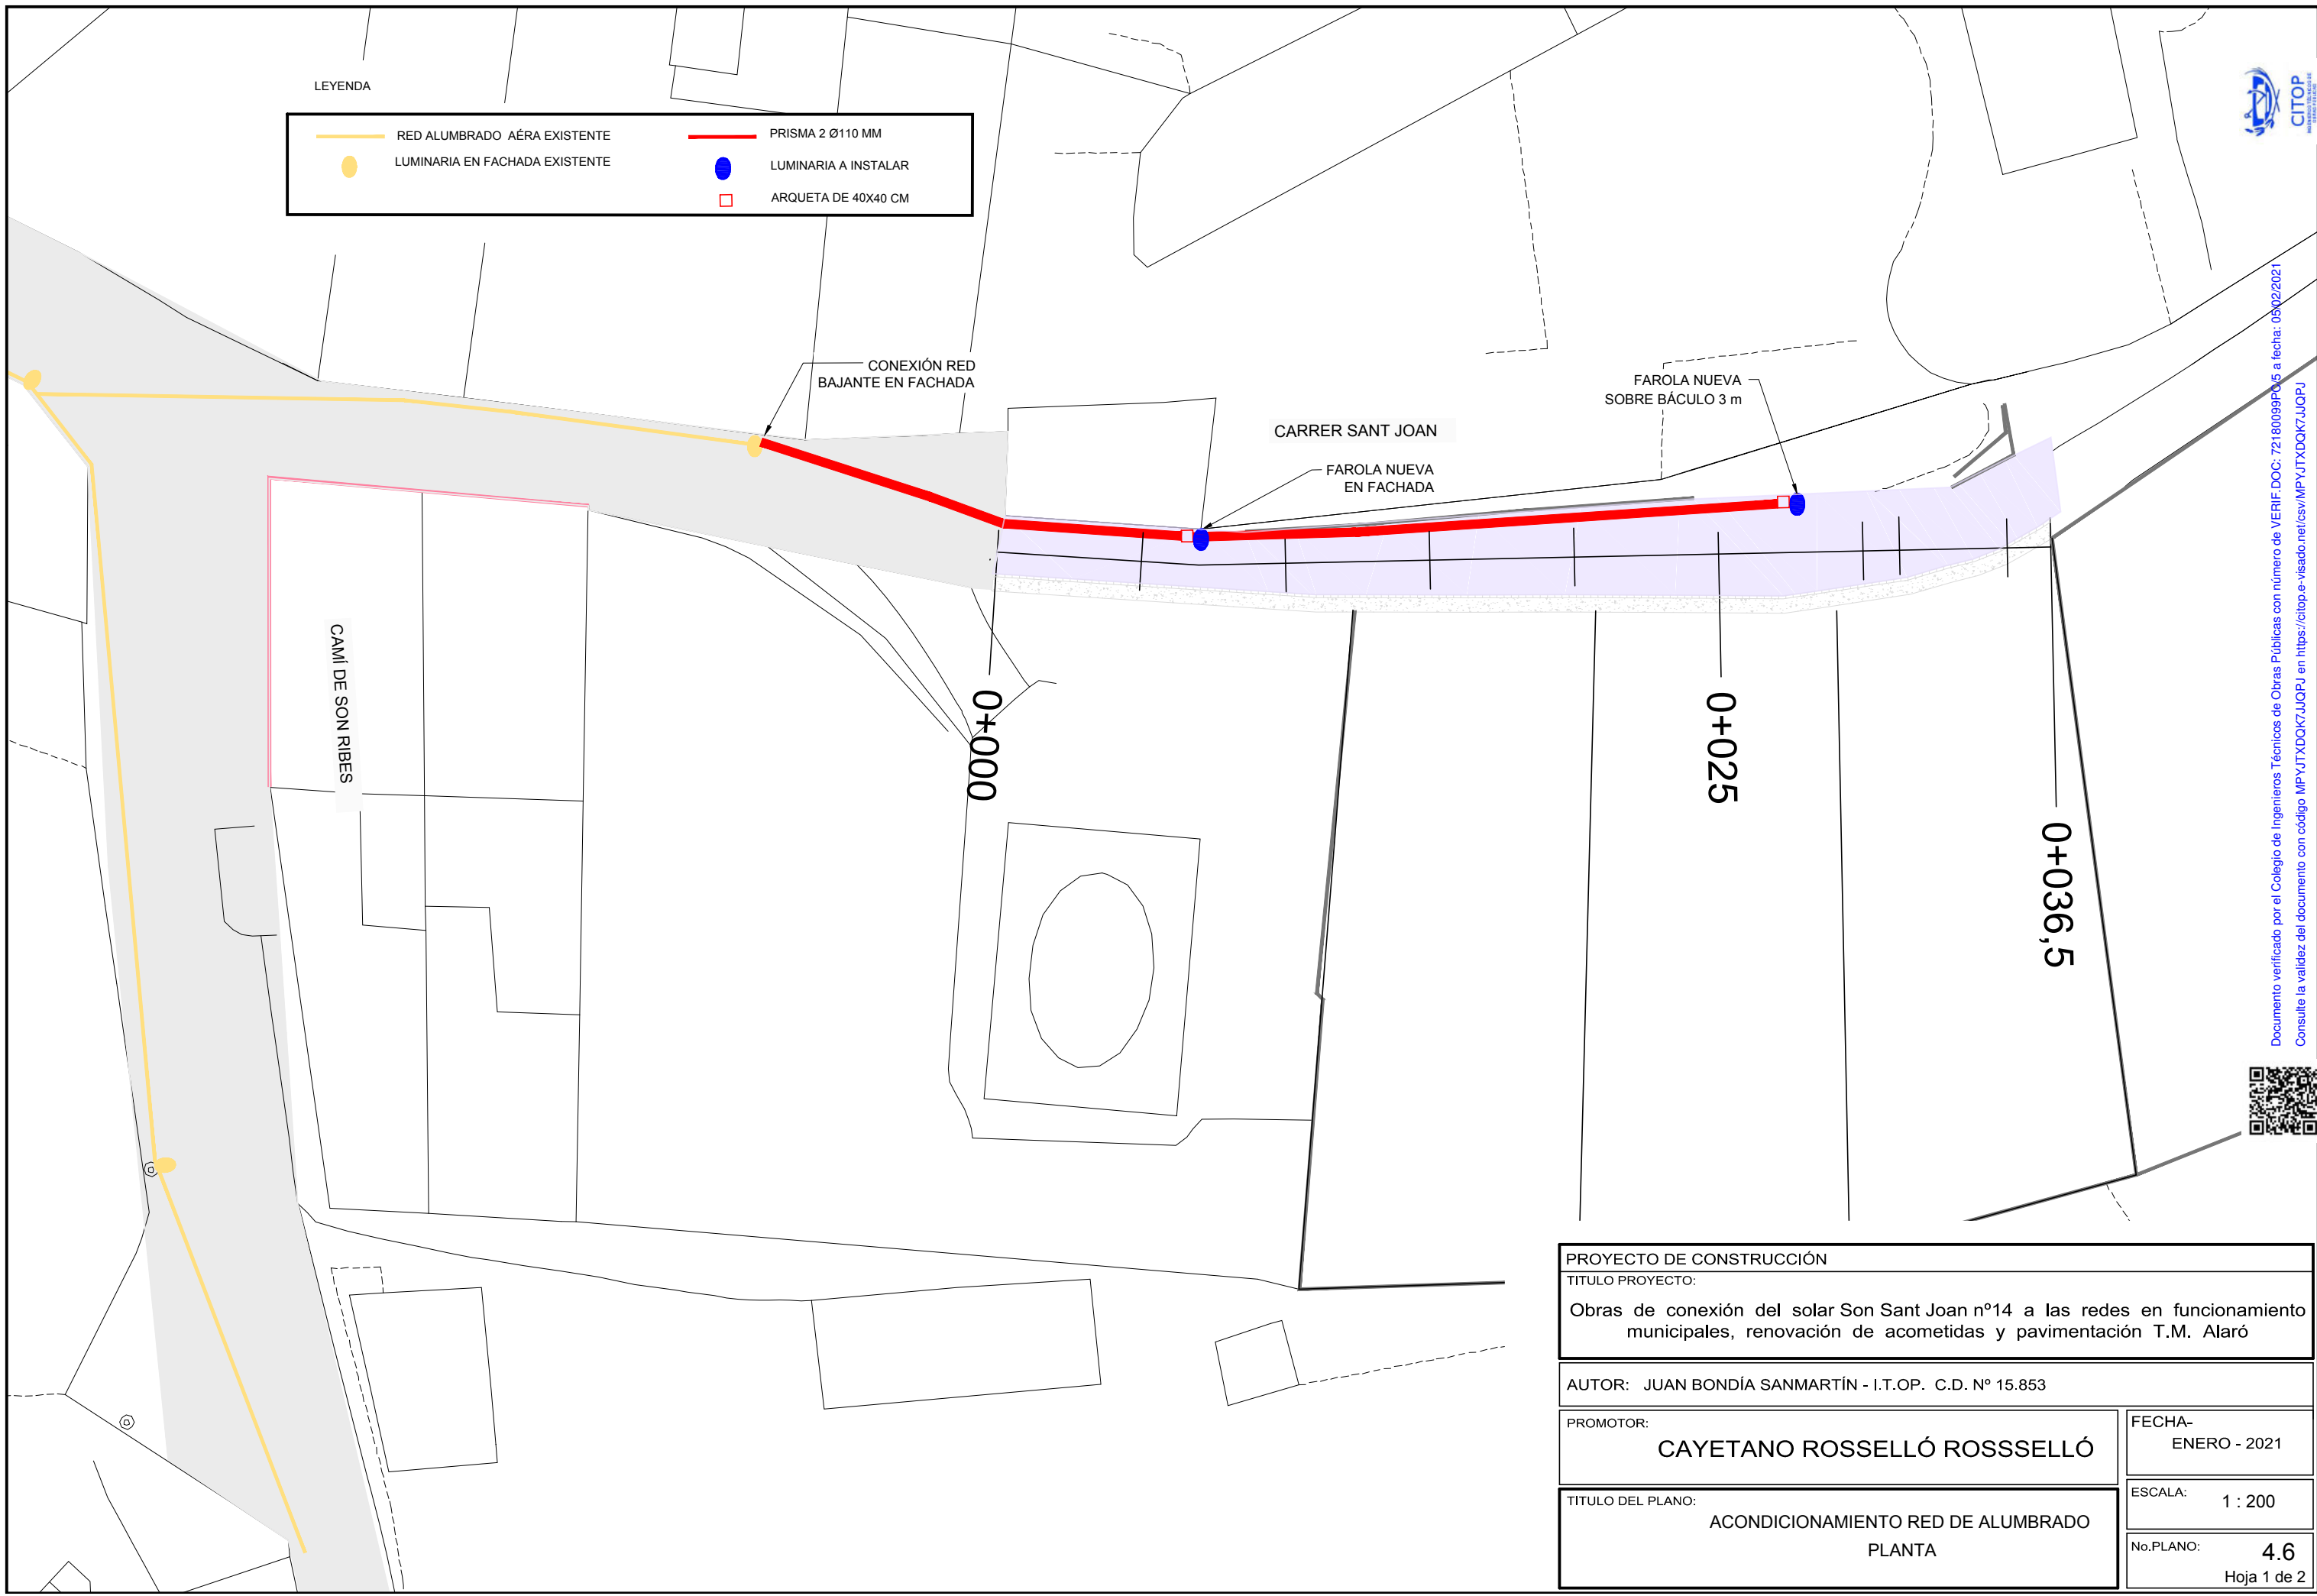 LEYENDA
RED ALUMBRADO AÉRA EXISTENTE
LUMINARIA EN FACHADA EXISTENTE
PRISMA 2 Ø110 MM
LUMINARIA A INSTALAR
ARQUETA DE 40X40 CM
CONEXIÓN RED
BAJANTE EN FACHADA
CARRER SANT JOAN
FAROLA NUEVA
EN FACHADA
FAROLA NUEVA
SOBRE BÁCULO 3 m
CAMÍ DE SON RIBES
0+000
0+025
0+036,5
CITOP
Documento verificado por el Colegio de Ingenieros Técnicos de Obras Públicas con número de VERIF.DOC: 72180099PC/5 a fecha: 05/02/2021
Consulte la validez del documento con código MPYJTXDQK7JJQPJ en https://citop.e-visado.net/csv/MPYJTXDQK7JJQPJ
PROYECTO DE CONSTRUCCIÓN
TITULO PROYECTO:
Obras de conexión del solar Son Sant Joan nº14 a las redes en funcionamiento
municipales, renovación de acometidas y pavimentación T.M. Alaró
AUTOR: JUAN BONDÍA SANMARTÍN - I.T.OP. C.D. Nº 15.853
PROMOTOR:
CAYETANO ROSSELLÓ ROSSSELLÓ
FECHA-
ENERO - 2021
TITULO DEL PLANO:
ACONDICIONAMIENTO RED DE ALUMBRADO
PLANTA
ESCALA: 1 : 200
No.PLANO: 4.6
Hoja 1 de 2